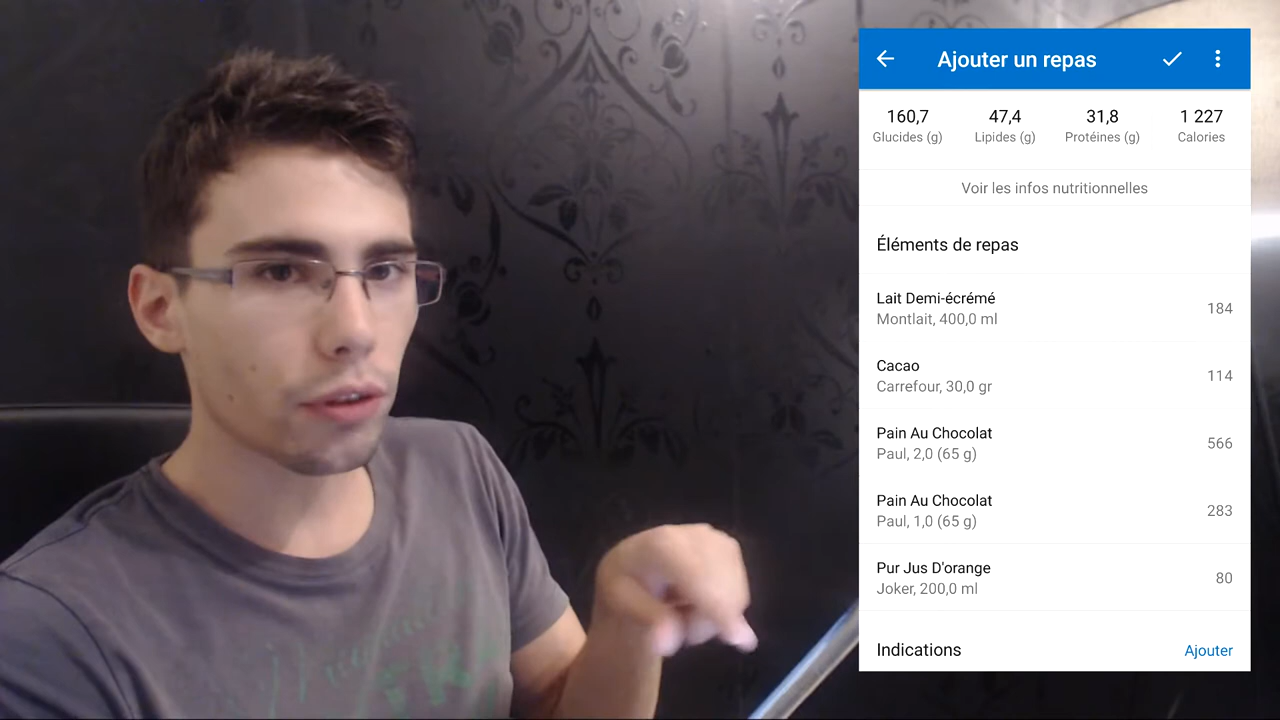 Ajouter un repas
160,7 47,4 31,8 1 227
Glucides (g) Lipides (g) Protéines (g) Calories
Voir les infos nutritionnelles
Éléments de repas
Lait Demi-écrémé
Montlait, 400,0 ml 184
Cacao
Carrefour, 30,0 gr 114
Pain Au Chocolat
Paul, 2,0 (65 g) 566
Pain Au Chocolat
Paul, 1,0 (65 g) 283
Pur Jus D'orange
Joker, 200,0 ml 80
Indications Ajouter